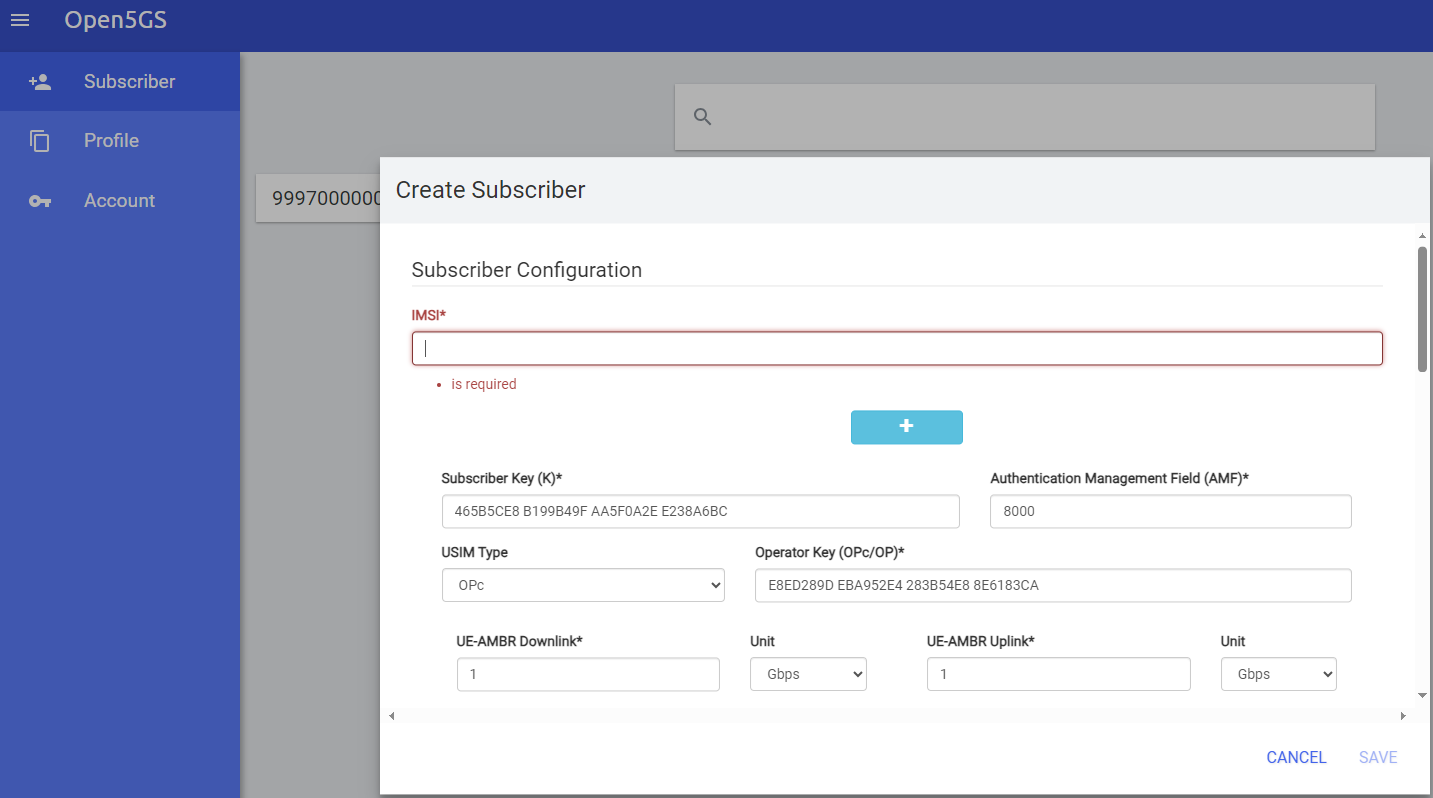 Open5GS
Subscriber
Profile
Account
999700000
Create Subscriber
Subscriber Configuration
IMSI*
is required
+
Subscriber Key (K)* Authentication Management Field (AMF)*
465B5CE8 B199B49F AA5F0A2E E238A6BC 8000
USIM Type Operator Key (OPc/OP)*
OPc E8ED289D EBA952E4 283B54E8 8E6183CA
UE-AMBR Downlink* Unit UE-AMBR Uplink* Unit
1 Gbps 1 Gbps
CANCEL SAVE